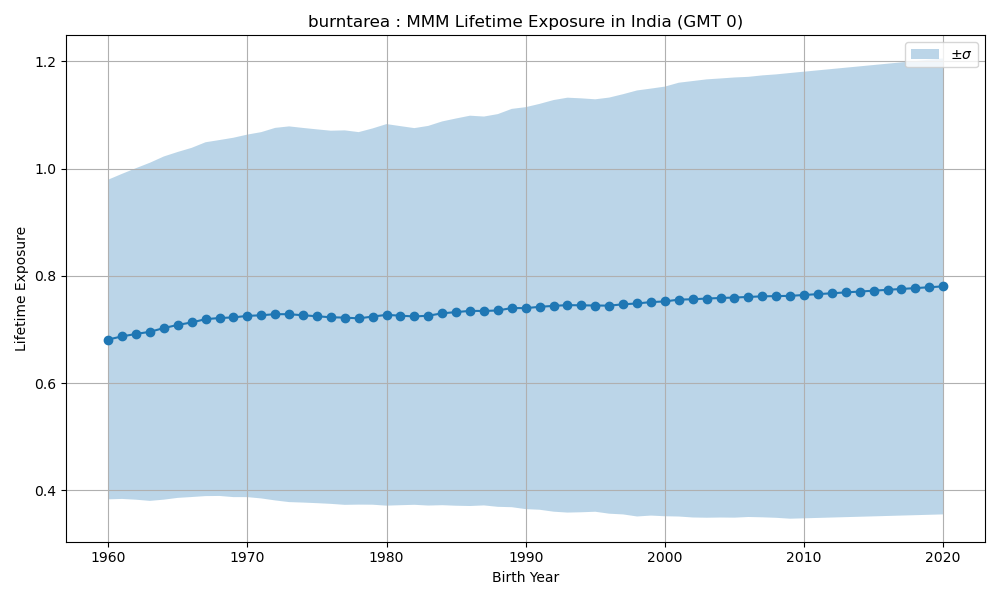 burntarea : MMM Lifetime Exposure in India (GMT 0)
±σ
Lifetime Exposure
1.2
1.0
0.8
0.6
0.4
1960 1970 1980 1990 2000 2010 2020
Birth Year